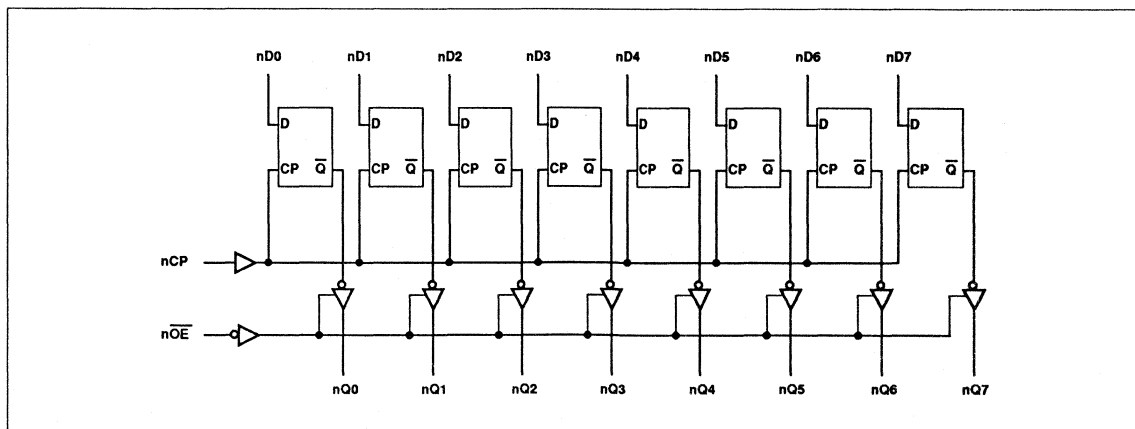 nD0 nD1 nD2 nD3 nD4 nD5 nD6 nD7
D D D D D D D D
CP Q̅ CP Q̅ CP Q̅ CP Q̅ CP Q̅ CP Q̅ CP Q̅ CP Q̅
nCP
nO̅E̅
nQ0 nQ1 nQ2 nQ3 nQ4 nQ5 nQ6 nQ7